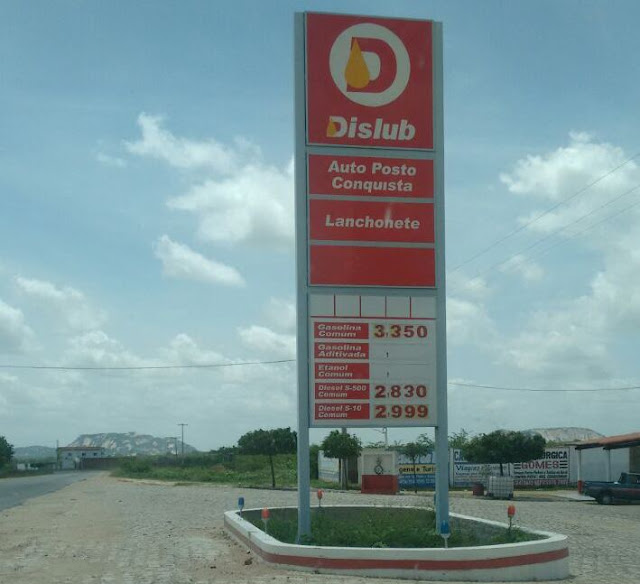 D
Dislub
Auto Posto
Conquista
Lanchonete
Gasolina
Comum
3.350
Gasolina
Aditivada
Etanol
Comum
Diesel S-500
Comum
2.830
Diesel S-10
Comum
2.999
GOMES